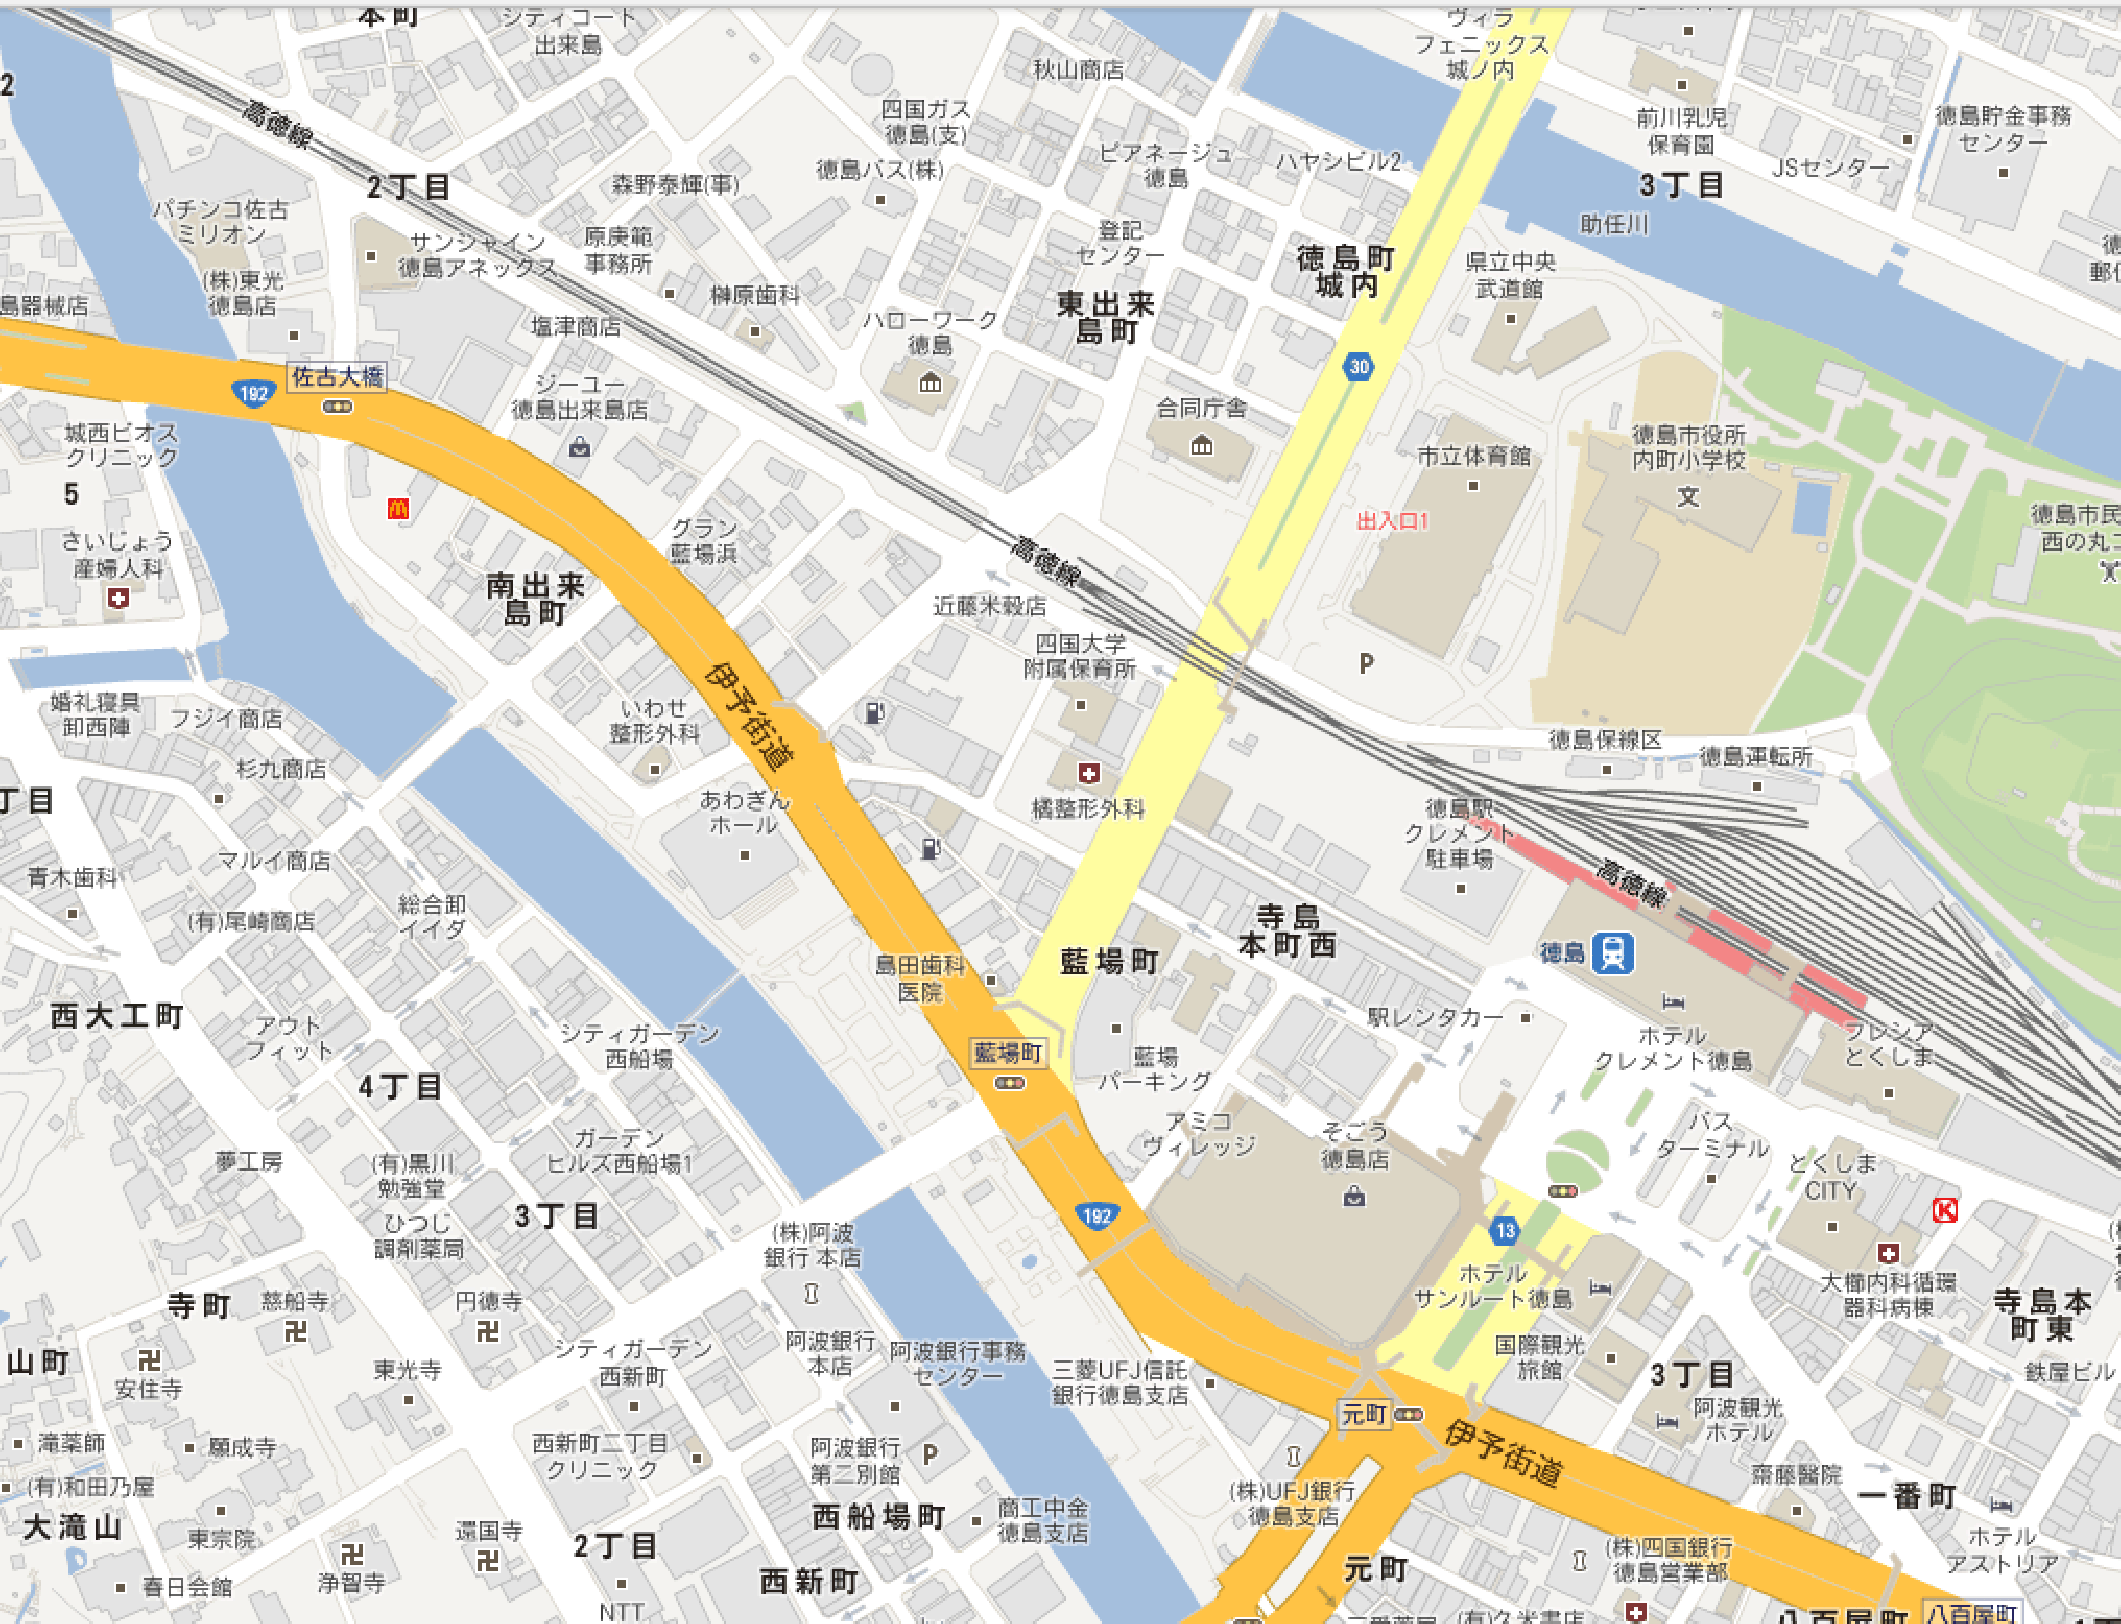 本町
シティコート
出来島
2
高徳線
2丁目
秋山商店
四国ガス
徳島(支)
徳島バス(株)
森野泰輝(事)
ピアネージュ
徳島
ハヤシビル2
ヴィラ
フェニックス
城ノ内
前川乳児
保育園
3丁目
JSセンター
徳島貯金事務
センター
助任川
パチンコ佐古
ミリオン
サンシャイン
徳島アネックス
原庚範
事務所
(株)東光
徳島店
島器械店
榊原歯科
塩津商店
登記
センター
東出来
島町
徳島町
城内
県立中央
武道館
ハローワーク
徳島
30
192
佐古大橋
ジーユー
徳島出来島店
合同庁舎
市立体育館
徳島市役所
内町小学校
文
城西ビオス
クリニック
5
さいじょう
産婦人科
グラン
藍場浜
出入口1
徳島市民
西の丸
南出来
島町
高徳線
近藤米穀店
四国大学
附属保育所
P
婚礼寝具
卸西陣
フジイ商店
杉九商店
いわせ
整形外科
伊予街道
徳島保線区
徳島運転所
丁目
あわぎん
ホール
橘整形外科
徳島駅
クレメント
駐車場
高徳線
マルイ商店
青木歯科
(有)尾崎商店
総合卸
イイダ
島田歯科
医院
藍場町
寺島
本町西
徳島
西大工町
アウト
フィット
シティガーデン
西船場
藍場町
藍場
パーキング
駅レンタカー
ホテル
クレメント徳島
フレンテ
とくしま
4丁目
夢工房
(有)黒川
勉強堂
ガーデン
ヒルズ西船場1
アミコ
ヴィレッジ
そごう
徳島店
バス
ターミナル
とくしま
CITY
3丁目
ひつじ
調剤薬局
(株)阿波
銀行 本店
192
13
K
ホテル
サンルート徳島
大櫛内科循環
器科病棟
寺島本
町東
寺町
慈船寺
円徳寺
シティガーデン
西新町
阿波銀行
本店
阿波銀行事務
センター
三菱UFJ信託
銀行徳島支店
国際観光
旅館
3丁目
鉄屋ビル
山町
安住寺
東光寺
元町
伊予街道
阿波観光
ホテル
滝薬師
願成寺
西新町二丁目
クリニック
阿波銀行
第二別館
P
(有)和田乃屋
大滝山
東宗院
還国寺
2丁目
西船場町
商工中金
徳島支店
(株)UFJ銀行
徳島支店
齋藤醫院
一番町
ホテル
アストリア
春日会館
浄智寺
西新町
元町
(株)四国銀行
徳島営業部
NTT
八百屋町
八百屋町